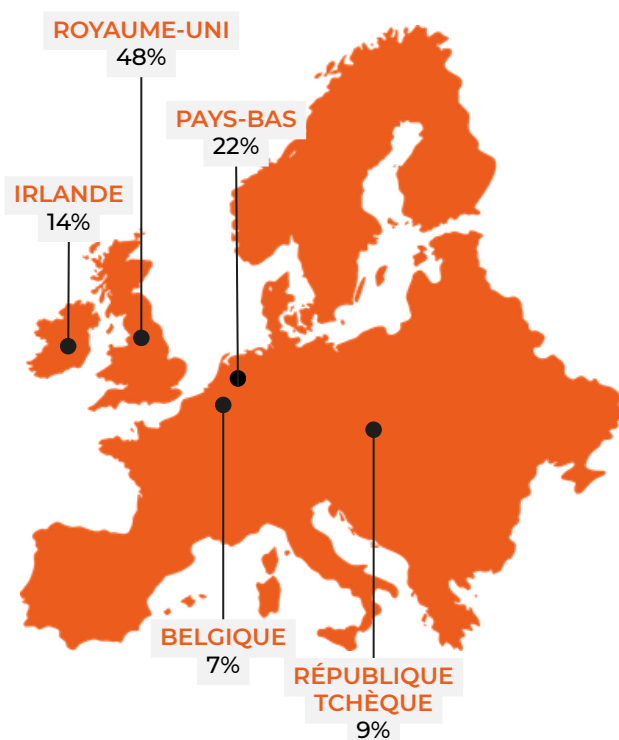 ROYAUME-UNI
48%
PAYS-BAS
22%
IRLANDE
14%
BELGIQUE
7%
RÉPUBLIQUE
TCHÈQUE
9%